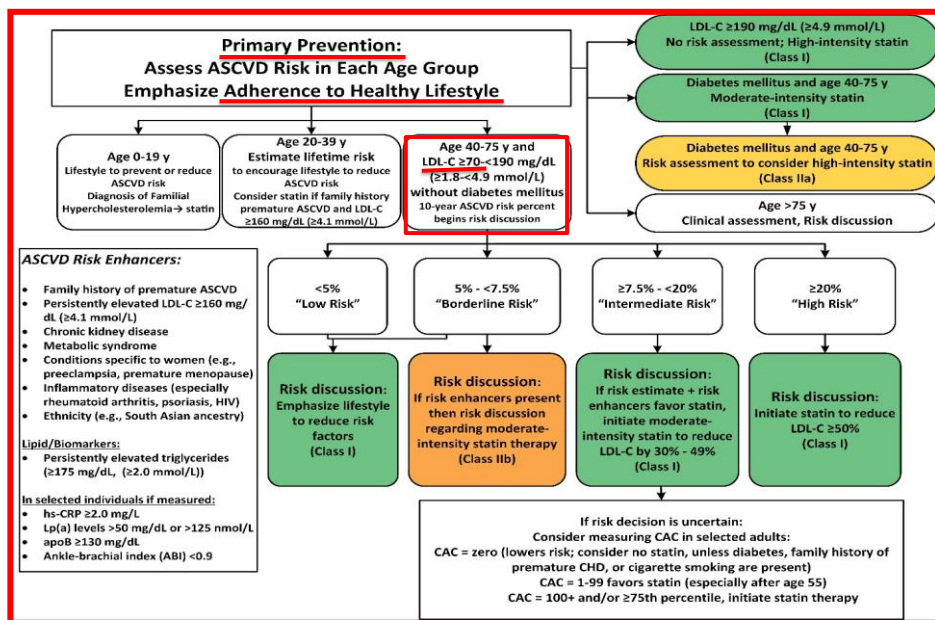 Primary Prevention:
Assess ASCVD Risk in Each Age Group
Emphasize Adherence to Healthy Lifestyle
LDL-C ≥190 mg/dL (≥4.9 mmol/L)
No risk assessment; High-intensity statin
(Class I)
Diabetes mellitus and age 40-75 y
Moderate-intensity statin
(Class I)
Diabetes mellitus and age 40-75 y
Risk assessment to consider high-intensity statin
(Class IIa)
Age >75 y
Clinical assessment, Risk discussion
Age 0-19 y
Lifestyle to prevent or reduce
ASCVD risk
Diagnosis of Familial
Hypercholesterolemia→ statin
Age 20-39 y
Estimate lifetime risk
to encourage lifestyle to reduce
ASCVD risk
Consider statin if family history
premature ASCVD and LDL-C
≥160 mg/dL (≥4.1 mmol/L)
Age 40-75 y and
LDL-C ≥70-<190 mg/dL
(≥1.8-<4.9 mmol/L)
without diabetes mellitus
10-year ASCVD risk percent
begins risk discussion
ASCVD Risk Enhancers:
• Family history of premature ASCVD
• Persistently elevated LDL-C ≥160 mg/
dL (≥4.1 mmol/L)
• Chronic kidney disease
• Metabolic syndrome
• Conditions specific to women (e.g.,
preeclampsia, premature menopause)
• Inflammatory diseases (especially
rheumatoid arthritis, psoriasis, HIV)
• Ethnicity (e.g., South Asian ancestry)
Lipid/Biomarkers:
• Persistently elevated triglycerides
(≥175 mg/dL, (≥2.0 mmol/L))
In selected individuals if measured:
• hs-CRP ≥2.0 mg/L
• Lp(a) levels >50 mg/dL or >125 nmol/L
• apoB ≥130 mg/dL
• Ankle-brachial index (ABI) <0.9
<5%
“Low Risk”
5% - <7.5%
“Borderline Risk”
≥7.5% - <20%
“Intermediate Risk”
≥20%
“High Risk”
Risk discussion:
Emphasize lifestyle
to reduce risk
factors
(Class I)
Risk discussion:
If risk enhancers present
then risk discussion
regarding moderate-
intensity statin therapy
(Class IIb)
Risk discussion:
If risk estimate + risk
enhancers favor statin,
initiate moderate-
intensity statin to reduce
LDL-C by 30% - 49%
(Class I)
Risk discussion:
Initiate statin to reduce
LDL-C ≥50%
(Class I)
If risk decision is uncertain:
Consider measuring CAC in selected adults:
CAC = zero (lowers risk; consider no statin, unless diabetes, family history of
premature CHD, or cigarette smoking are present)
CAC = 1-99 favors statin (especially after age 55)
CAC = 100+ and/or ≥75th percentile, initiate statin therapy